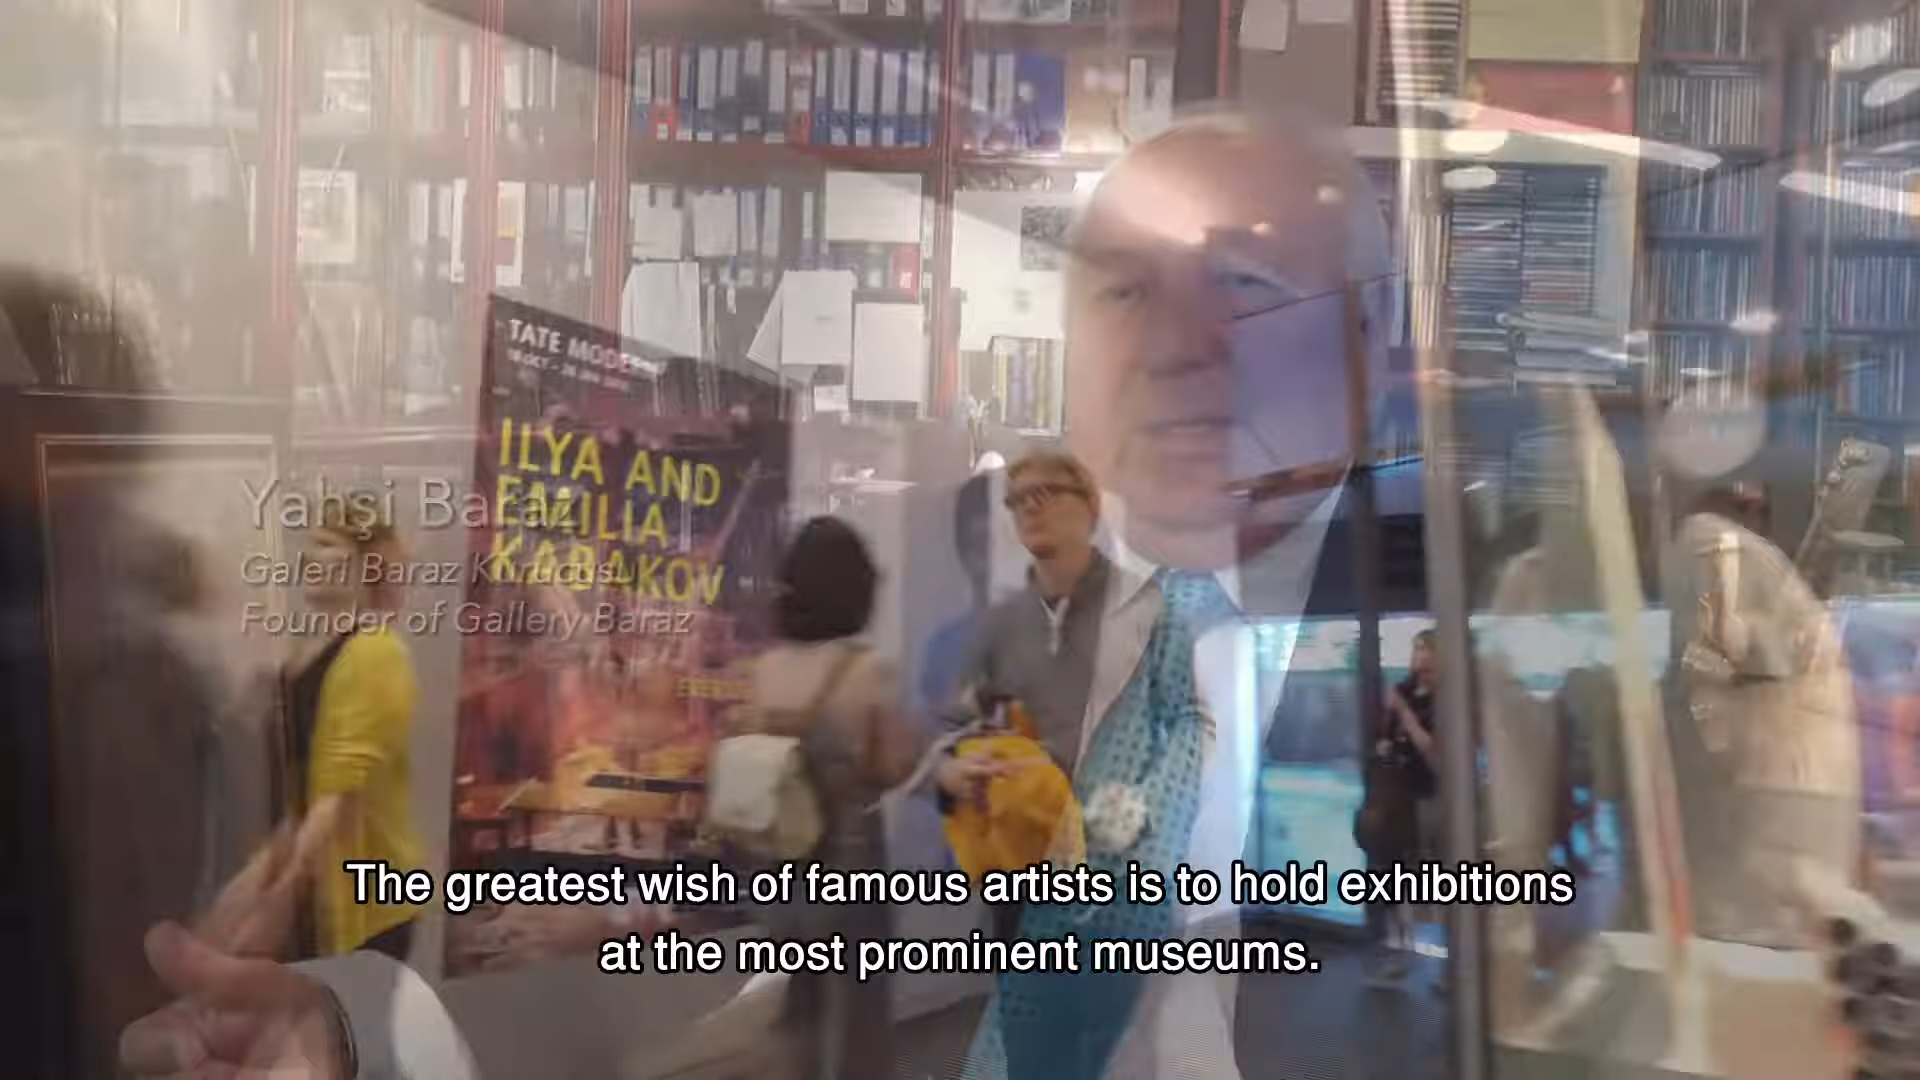 TATE MODERN
ILYA AND
EMILIA
KABAKOV
Yahşi Baraz
Galeri Baraz Kurucusu
Founder of Gallery Baraz
The greatest wish of famous artists is to hold exhibitions
at the most prominent museums.